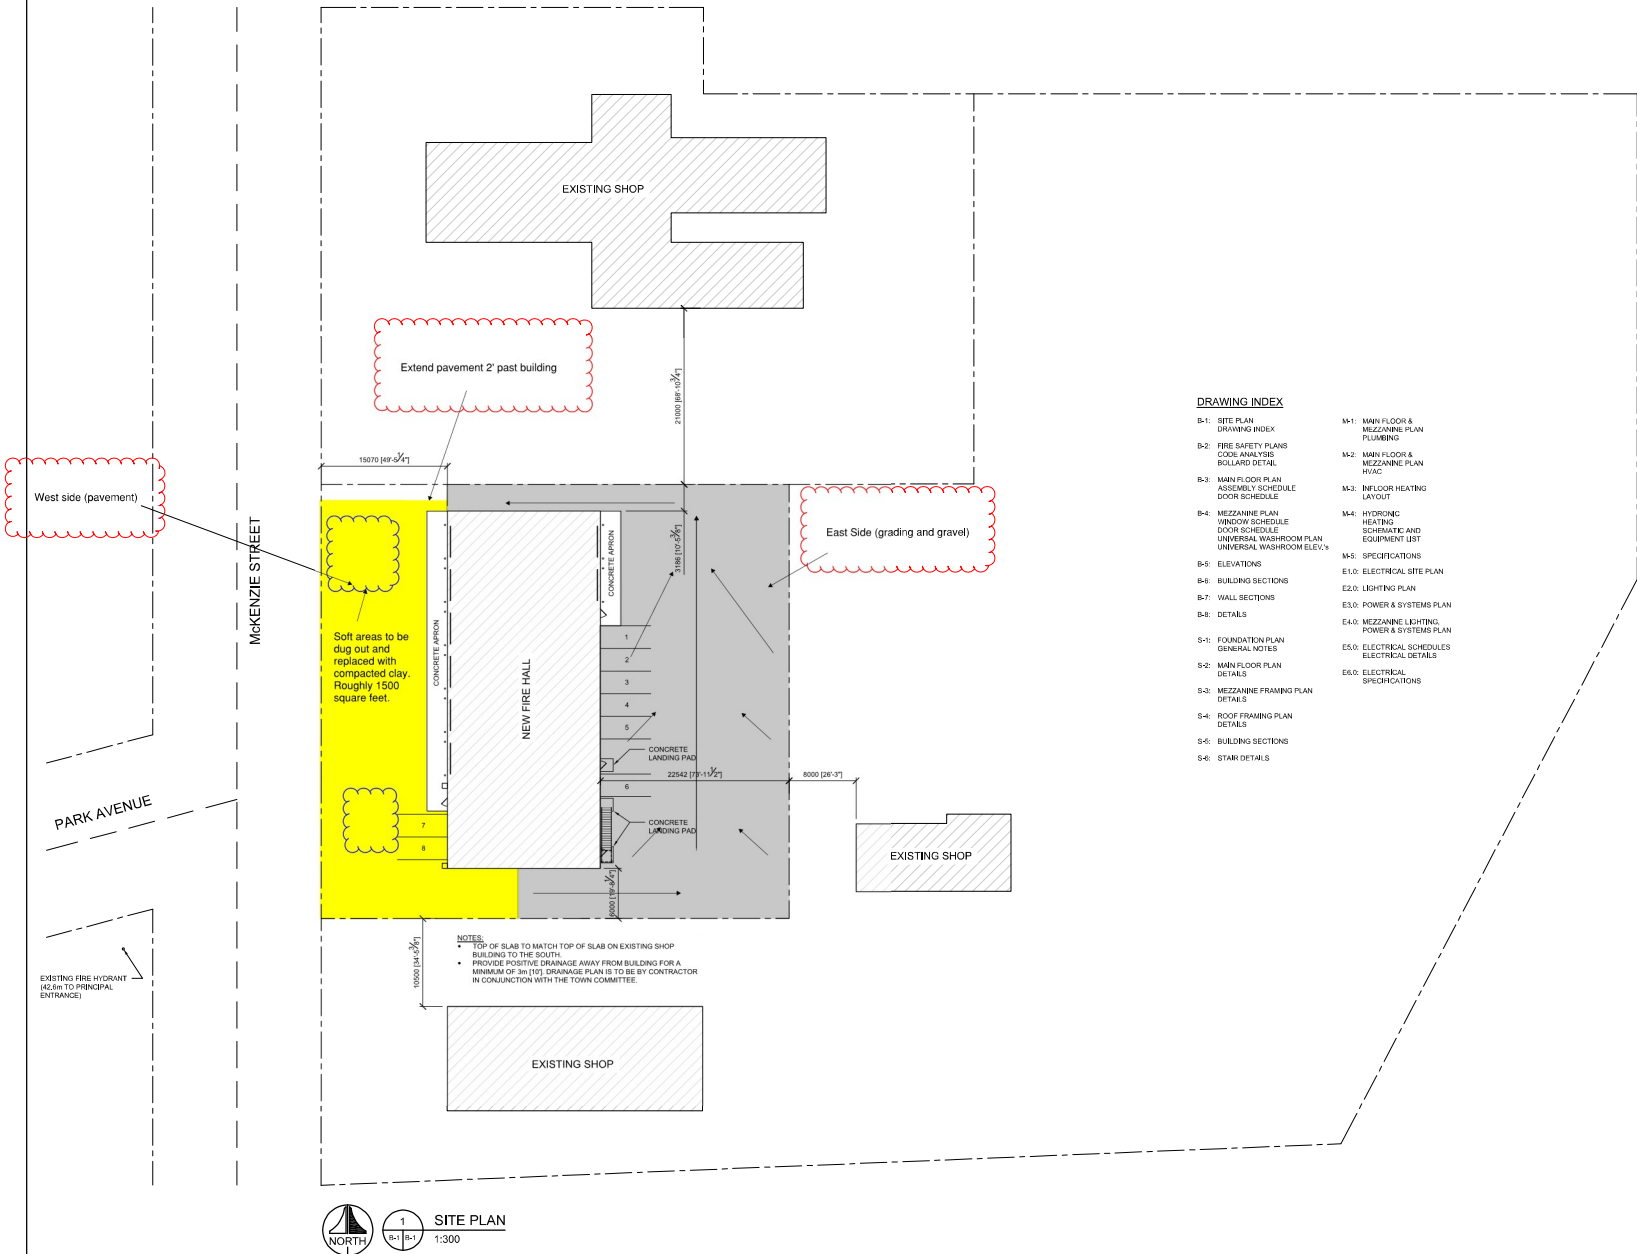 EXISTING SHOP
Extend pavement 2' past building
21000 [68'-10 3/4"]
15070 [49'-5 1/4"]
West side (pavement)
McKENZIE STREET
East Side (grading and gravel)
3186 [10'-5 3/8"]
CONCRETE APRON
CONCRETE APRON
Soft areas to be
dug out and
replaced with
compacted clay.
Roughly 1500
square feet.
NEW FIRE HALL
1
2
3
4
5
CONCRETE
LANDING PAD
22542 [73'-11 1/2"]
8000 [26'-3"]
6
CONCRETE
LANDING PAD
7
8
PARK AVENUE
EXISTING SHOP
6000 [19'-8 1/4"]
10500 [34'-5 3/8"]
NOTES:
• TOP OF SLAB TO MATCH TOP OF SLAB ON EXISTING SHOP
BUILDING TO THE SOUTH.
• PROVIDE POSITIVE DRAINAGE AWAY FROM BUILDING FOR A
MINIMUM OF 3m [10']. DRAINAGE PLAN IS TO BE BY CONTRACTOR
IN CONJUNCTION WITH THE TOWN COMMITTEE.
EXISTING FIRE HYDRANT
(42.6m TO PRINCIPAL
ENTRANCE)
EXISTING SHOP
DRAWING INDEX
B-1: SITE PLAN
DRAWING INDEX
B-2: FIRE SAFETY PLANS
CODE ANALYSIS
BOLLARD DETAIL
B-3: MAIN FLOOR PLAN
ASSEMBLY SCHEDULE
DOOR SCHEDULE
B-4: MEZZANINE PLAN
WINDOW SCHEDULE
DOOR SCHEDULE
UNIVERSAL WASHROOM PLAN
UNIVERSAL WASHROOM ELEV.'s
B-5: ELEVATIONS
B-6: BUILDING SECTIONS
B-7: WALL SECTIONS
B-8: DETAILS
S-1: FOUNDATION PLAN
GENERAL NOTES
S-2: MAIN FLOOR PLAN
DETAILS
S-3: MEZZANINE FRAMING PLAN
DETAILS
S-4: ROOF FRAMING PLAN
DETAILS
S-5: BUILDING SECTIONS
S-6: STAIR DETAILS
M-1: MAIN FLOOR &
MEZZANINE PLAN
PLUMBING
M-2: MAIN FLOOR &
MEZZANINE PLAN
HVAC
M-3: INFLOOR HEATING
LAYOUT
M-4: HYDRONIC
HEATING
SCHEMATIC AND
EQUIPMENT LIST
M-5: SPECIFICATIONS
E1.0: ELECTRICAL SITE PLAN
E2.0: LIGHTING PLAN
E3.0: POWER & SYSTEMS PLAN
E4.0: MEZZANINE LIGHTING,
POWER & SYSTEMS PLAN
E5.0: ELECTRICAL SCHEDULES
ELECTRICAL DETAILS
E6.0: ELECTRICAL
SPECIFICATIONS
NORTH
1
B-1 B-1
SITE PLAN
1:300